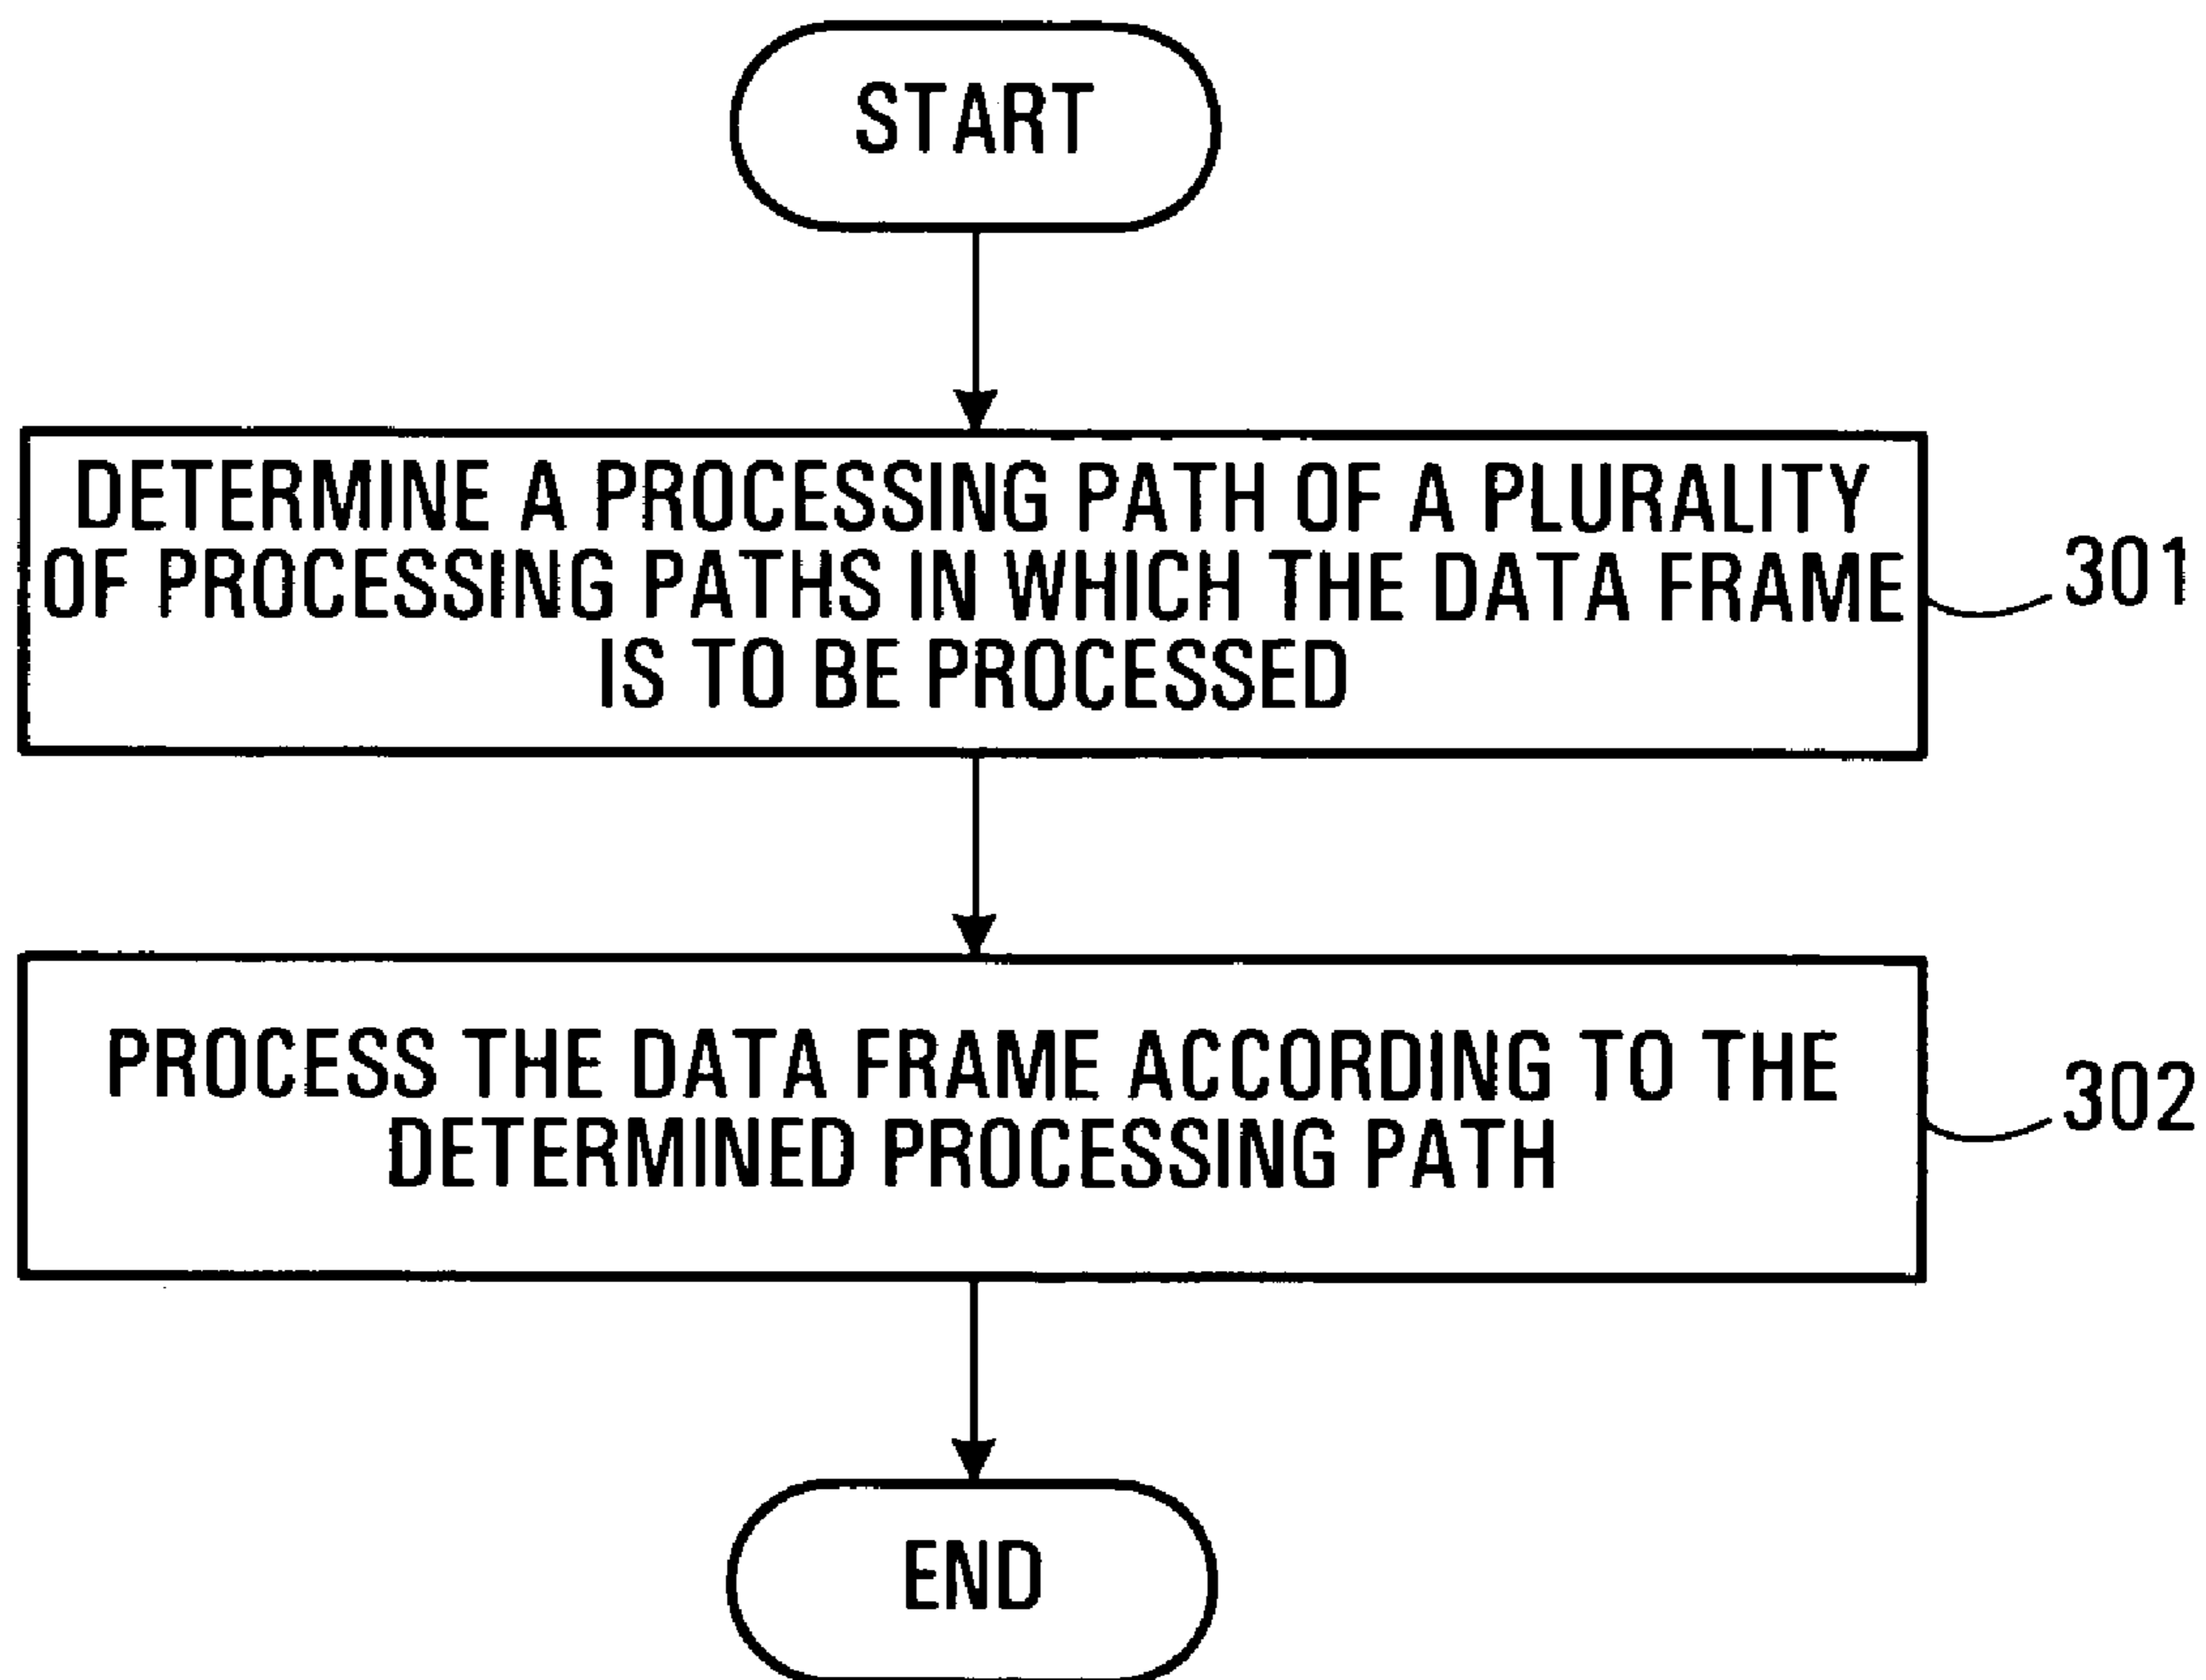 START
DETERMINE A PROCESSING PATH OF A PLURALITY
OF PROCESSING PATHS IN WHICH THE DATA FRAME
IS TO BE PROCESSED
301
PROCESS THE DATA FRAME ACCORDING TO THE
DETERMINED PROCESSING PATH
302
END